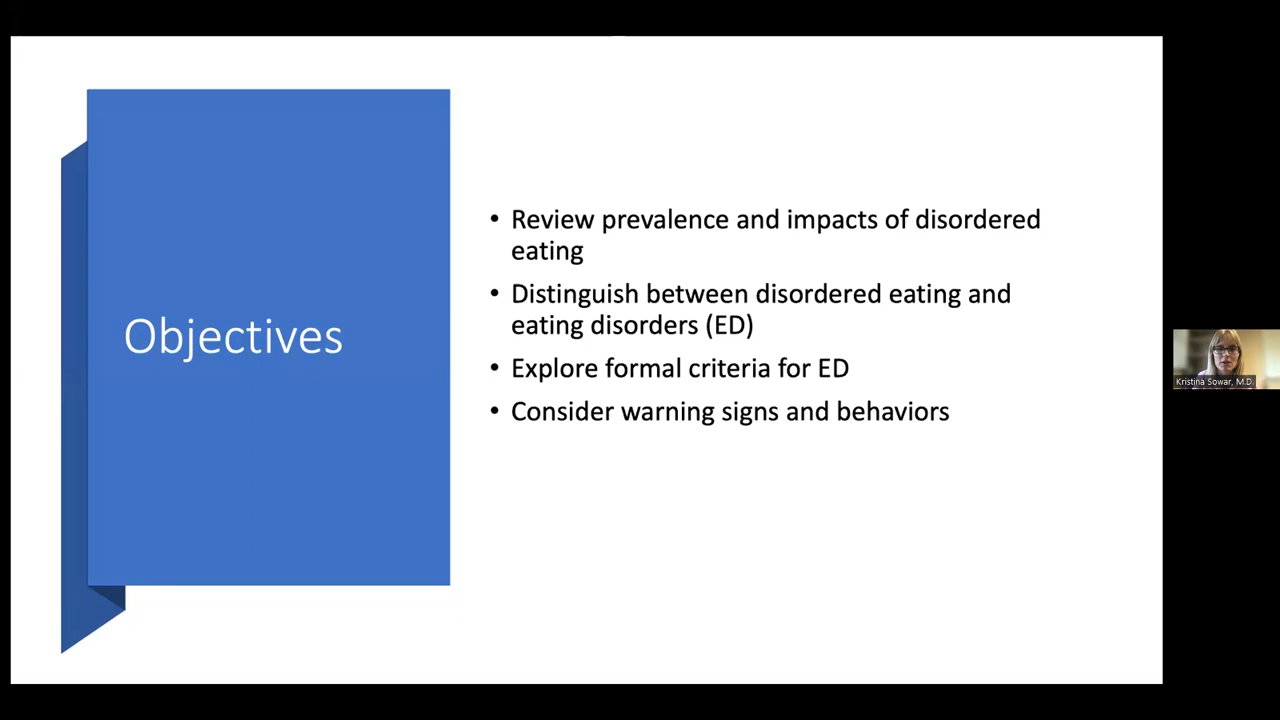 Objectives
• Review prevalence and impacts of disordered
eating
• Distinguish between disordered eating and
eating disorders (ED)
• Explore formal criteria for ED
• Consider warning signs and behaviors
Kristina Sowar, M.D.